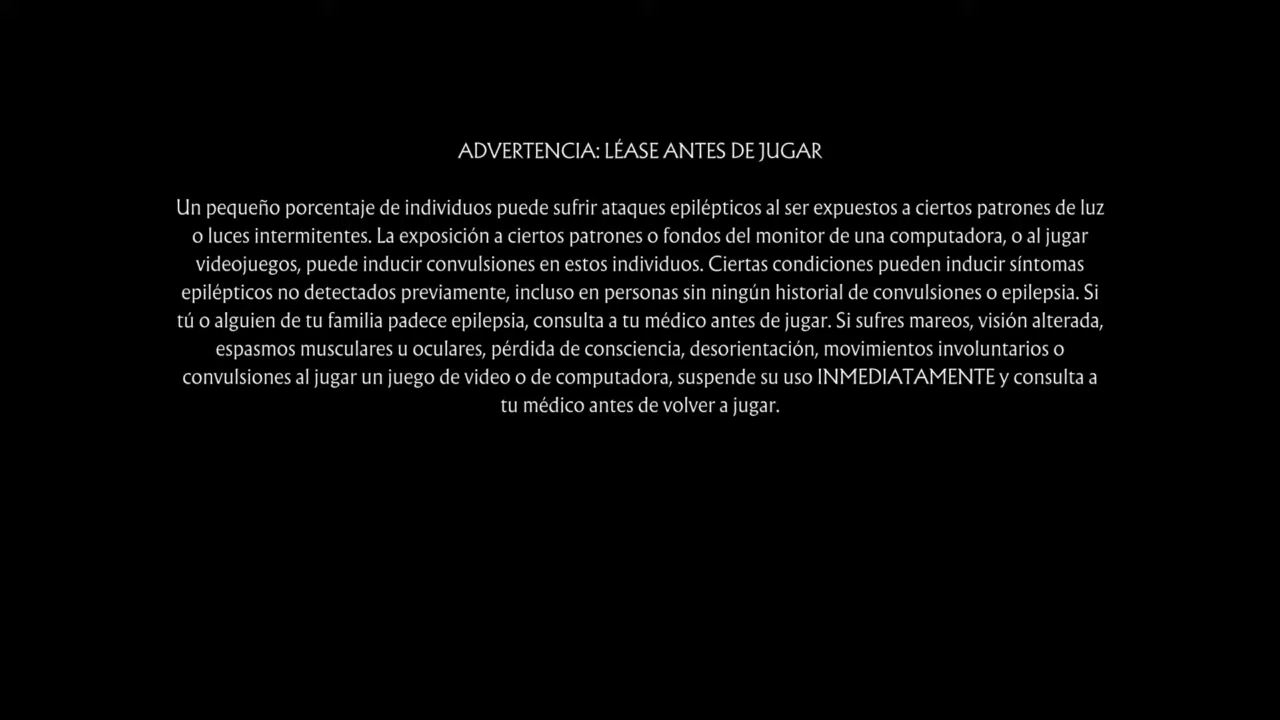 ADVERTENCIA: LÉASE ANTES DE JUGAR
Un pequeño porcentaje de individuos puede sufrir ataques epilépticos al ser expuestos a ciertos patrones de luz
o luces intermitentes. La exposición a ciertos patrones o fondos del monitor de una computadora, o al jugar
videojuegos, puede inducir convulsiones en estos individuos. Ciertas condiciones pueden inducir síntomas
epilépticos no detectados previamente, incluso en personas sin ningún historial de convulsiones o epilepsia. Si
tú o alguien de tu familia padece epilepsia, consulta a tu médico antes de jugar. Si sufres mareos, visión alterada,
espasmos musculares u oculares, pérdida de consciencia, desorientación, movimientos involuntarios o
convulsiones al jugar un juego de video o de computadora, suspende su uso INMEDIATAMENTE y consulta a
tu médico antes de volver a jugar.